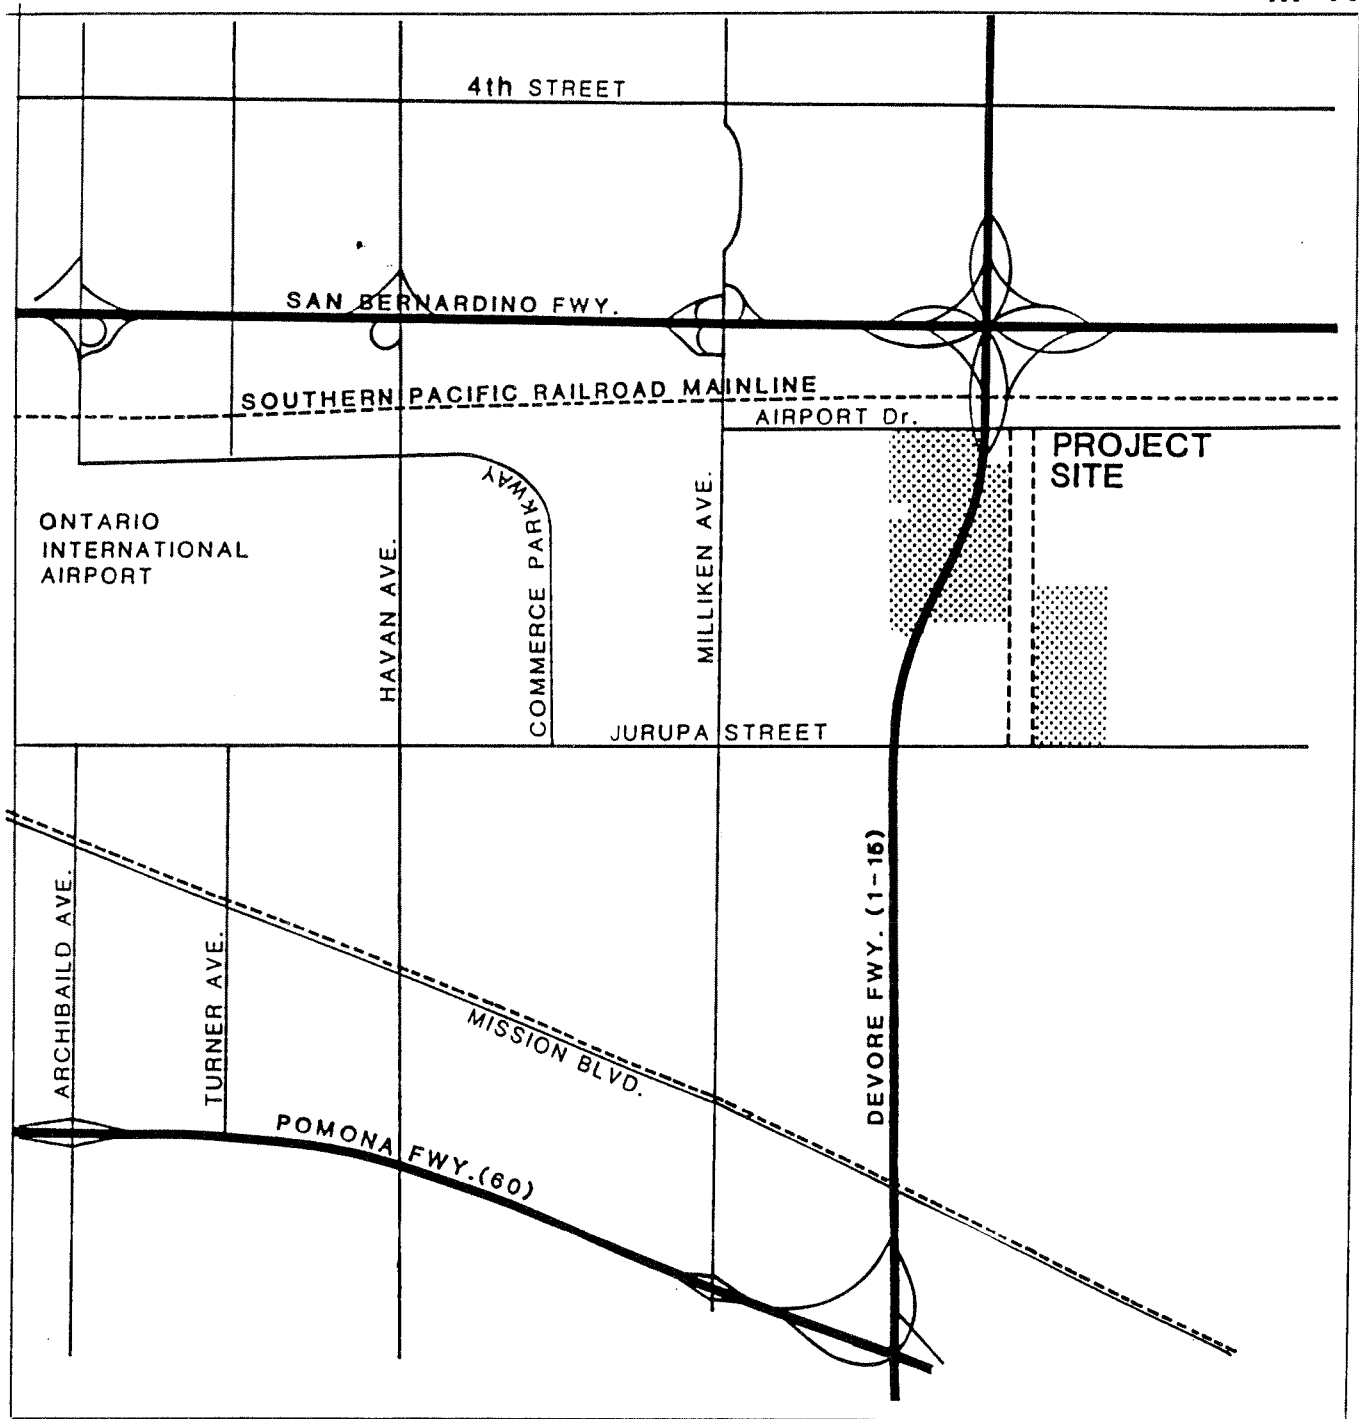 4th STREET
SAN BERNARDINO FWY.
SOUTHERN PACIFIC RAILROAD MAINLINE
AIRPORT Dr.
PROJECT
SITE
ONTARIO
INTERNATIONAL
AIRPORT
HAVAN AVE.
COMMERCE PARKWAY
MILLIKEN AVE.
JURUPA STREET
ARCHIBAILD AVE.
TURNER AVE.
MISSION BLVD.
DEVORE FWY. (1-15)
POMONA FWY.(60)